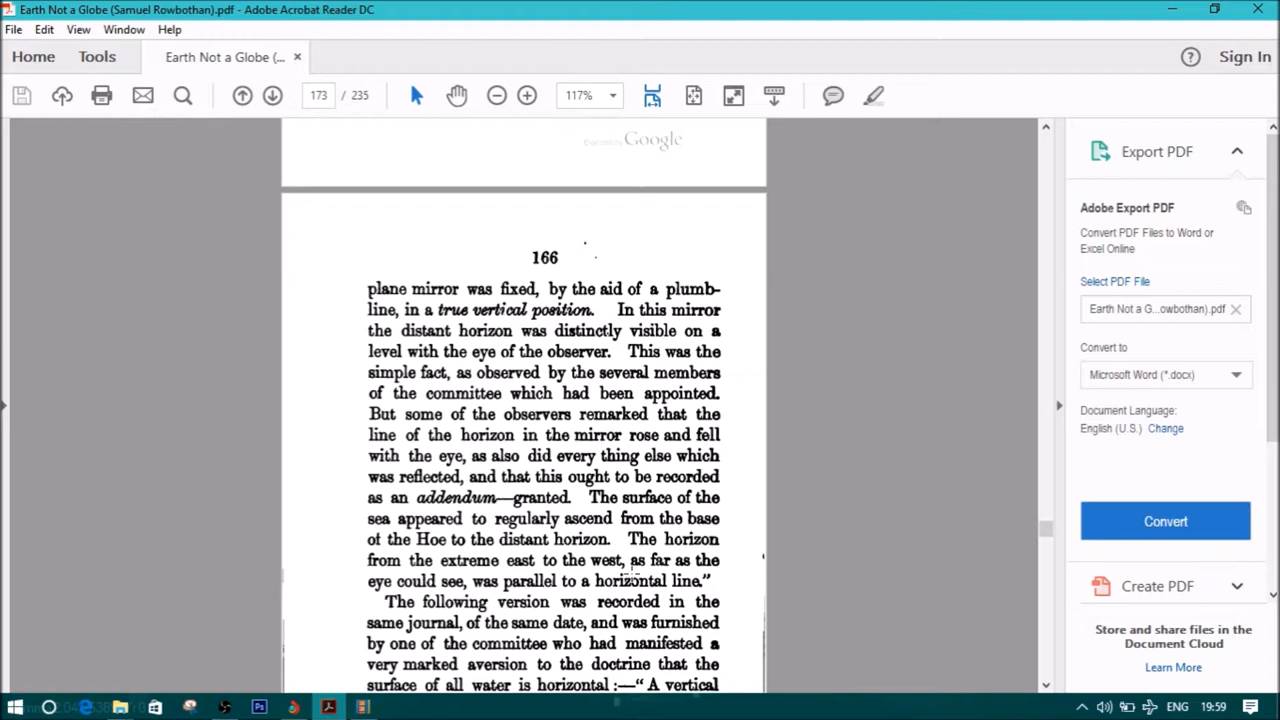 Earth Not a Globe (Samuel Rowbothan).pdf - Adobe Acrobat Reader DC
File Edit View Window Help
Home Tools Earth Not a Globe (... × Sign In
173 / 235 117%
Google
166
plane mirror was fixed, by the aid of a plumb-
line, in a true vertical position. In this mirror
the distant horizon was distinctly visible on a
level with the eye of the observer. This was the
simple fact, as observed by the several members
of the committee which had been appointed.
But some of the observers remarked that the
line of the horizon in the mirror rose and fell
with the eye, as also did every thing else which
was reflected, and that this ought to be recorded
as an addendum—granted. The surface of the
sea appeared to regularly ascend from the base
of the Hoe to the distant horizon. The horizon
from the extreme east to the west, as far as the
eye could see, was parallel to a horizontal line.”
The following version was recorded in the
same journal, of the same date, and was furnished
by one of the committee who had manifested a
very marked aversion to the doctrine that the
surface of all water is horizontal :—“A vertical
Export PDF
Adobe Export PDF
Convert PDF Files to Word or
Excel Online
Select PDF File
Earth Not a G...owbothan).pdf ×
Convert to
Microsoft Word (*.docx)
Document Language:
English (U.S.) Change
Convert
Create PDF
Store and share files in the
Document Cloud
Learn More
ENG 19:59